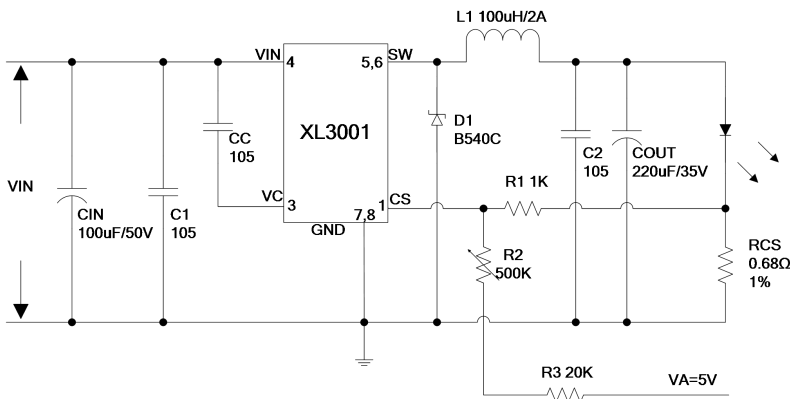 L1 100uH/2A
VIN
4
5,6
SW
XL3001
D1
B540C
CC
105
C2
105
COUT
220uF/35V
VIN
VC
3
1
CS
R1 1K
7,8
GND
CIN
100uF/50V
C1
105
R2
500K
RCS
0.68Ω
1%
R3 20K
VA=5V